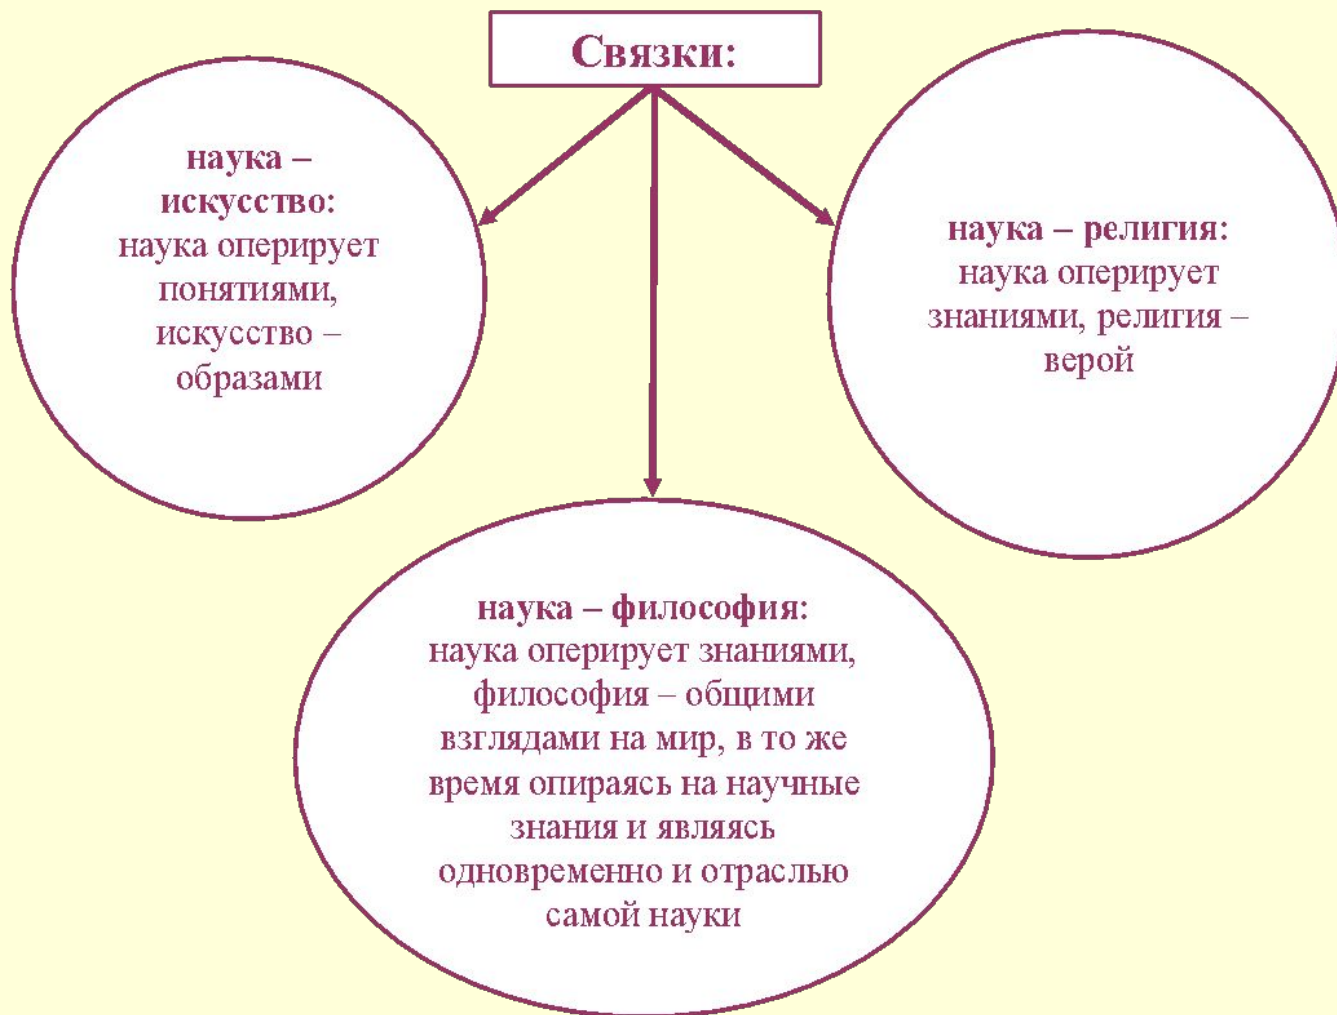 Связки:
наука –
искусство:
наука оперирует
понятиями,
искусство –
образами
наука – религия:
наука оперирует
знаниями, религия –
верой
наука – философия:
наука оперирует знаниями,
философия – общими
взглядами на мир, в то же
время опираясь на научные
знания и являясь
одновременно и отраслью
самой науки